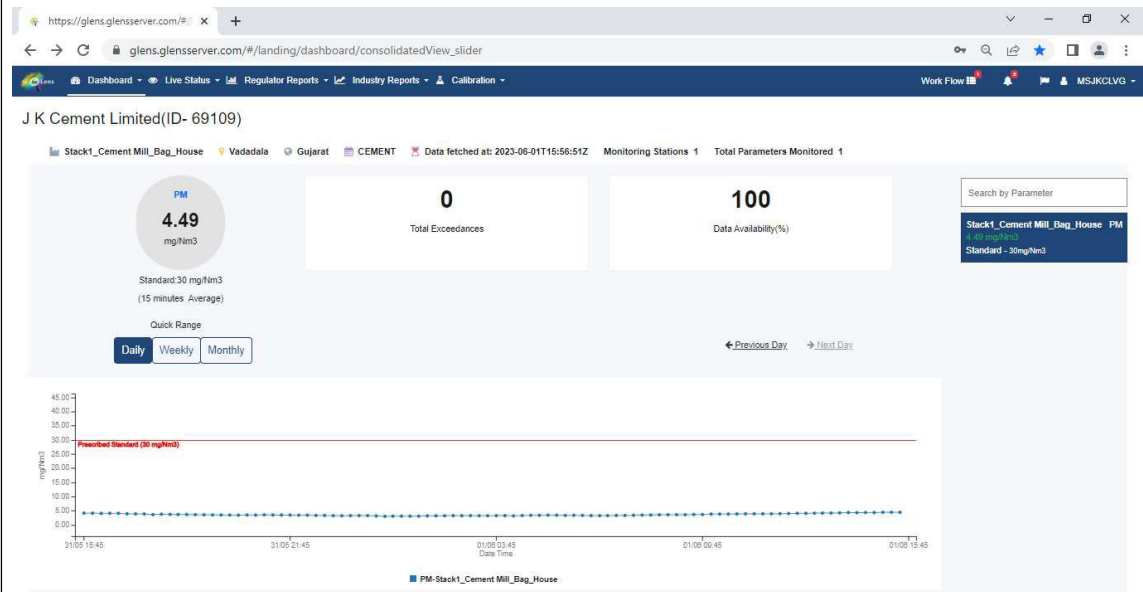 https://glens.glensserver.com/#/l
glens.glensserver.com/#/landing/dashboard/consolidatedView_slider
GLens Dashboard Live Status Regulator Reports Industry Reports Calibration Work Flow MSJKCLVG
J K Cement Limited(ID- 69109)
Stack1_Cement Mill_Bag_House Vadadala Gujarat CEMENT Data fetched at: 2023-06-01T15:56:51Z Monitoring Stations 1 Total Parameters Monitored 1
PM
4.49
mg/Nm3
Standard:30 mg/Nm3
(15 minutes Average)
0
Total Exceedances
100
Data Availability(%)
Search by Parameter
Stack1_Cement Mill_Bag_House PM
4.49 mg/Nm3
Standard - 30mg/Nm3
Quick Range
Daily Weekly Monthly
Previous Day Next Day
45.00
40.00
35.00
30.00
Prescribed Standard (30 mg/Nm3)
25.00
20.00
15.00
10.00
5.00
0.00
mg/Nm3
31/05 15:45 31/05 21:45 01/06 03:45 01/06 09:45 01/06 15:45
Date Time
PM-Stack1_Cement Mill_Bag_House